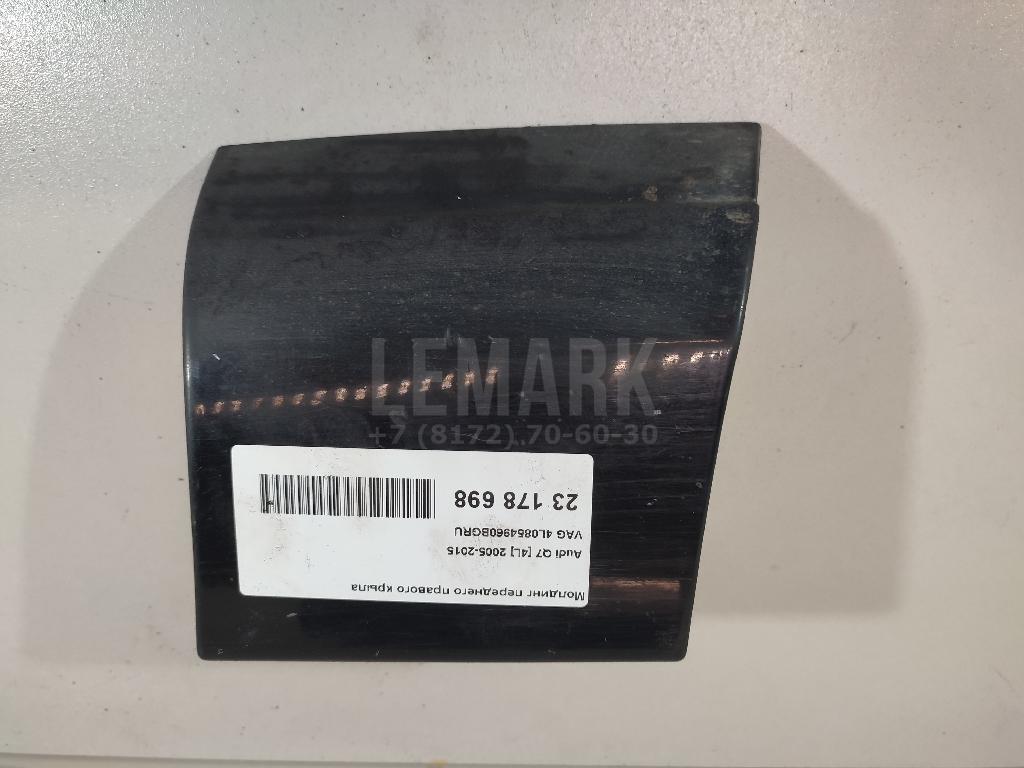 LEMARK
+7 (8172) 70-60-30
Молдинг переднего правого крыла
Audi Q7 [4L] 2005-2015
VAG 4L0854960BGRU
23 178 698